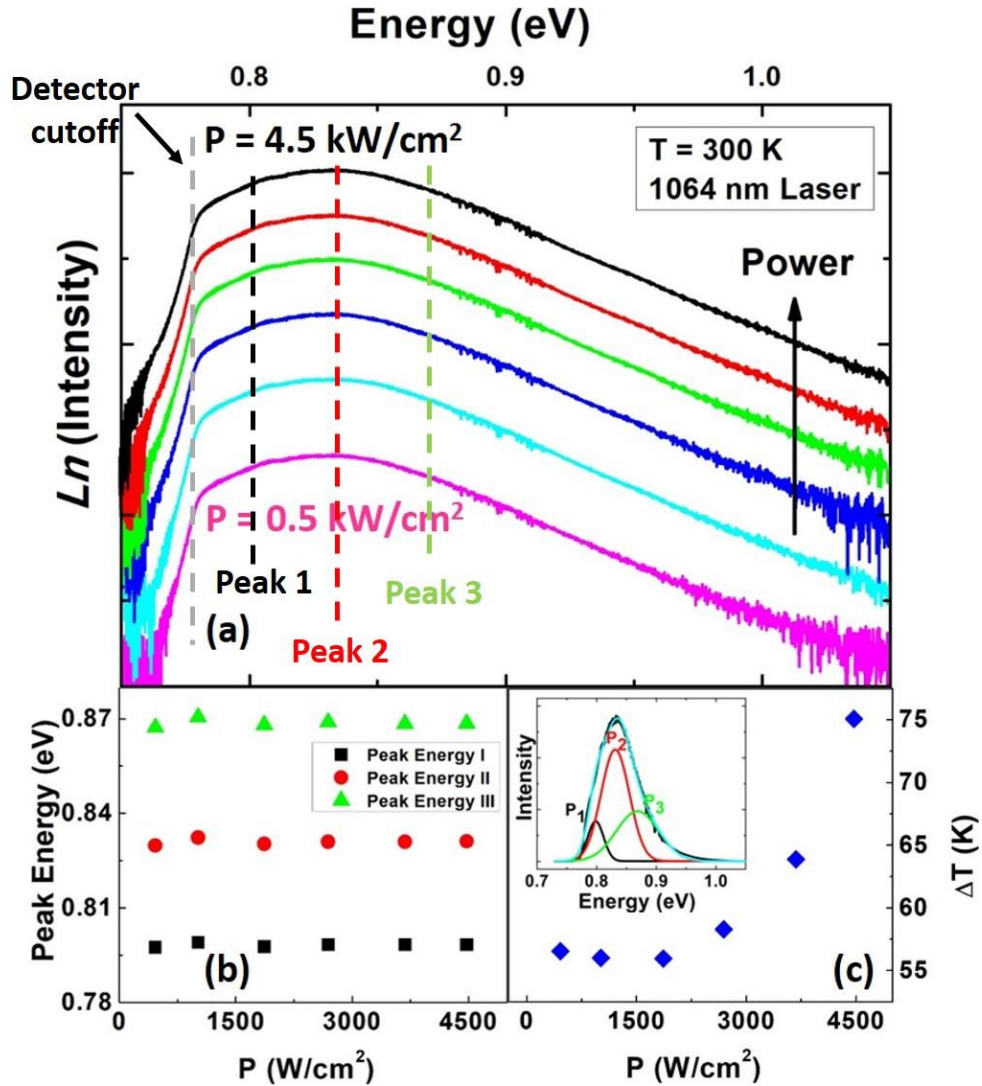 Energy (eV)
0.8 0.9 1.0
Detector
cutoff
P = 4.5 kW/cm²
T = 300 K
1064 nm Laser
Power
Ln (Intensity)
P = 0.5 kW/cm²
Peak 1
Peak 3
(a)
Peak 2
0.87
0.83
0.81
0.78
Peak Energy (eV)
Peak Energy I
Peak Energy II
Peak Energy III
(b)
0 1500 3000 4500
P (W/cm²)
Intensity
P₁
P₂
P₃
0.7 0.8 0.9 1.0
Energy (eV)
75
70
65
60
55
ΔT (K)
(c)
0 1500 3000 4500
P (W/cm²)